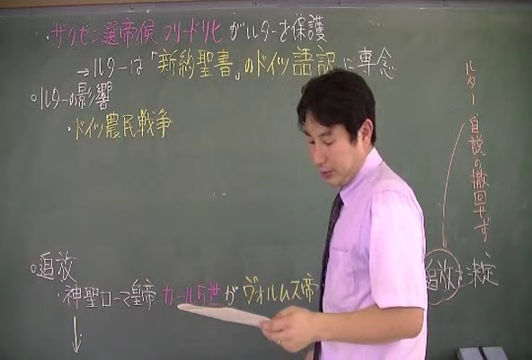 ザクセン選帝侯フリードリヒがルターを保護
→ルターは「新約聖書」のドイツ語訳に専念
○ルターの影響
・ドイツ農民戦争
ルター自説の撤回せず
○追放
・神聖ローマ皇帝カール5世がヴォルムス帝
追放を決定
↓